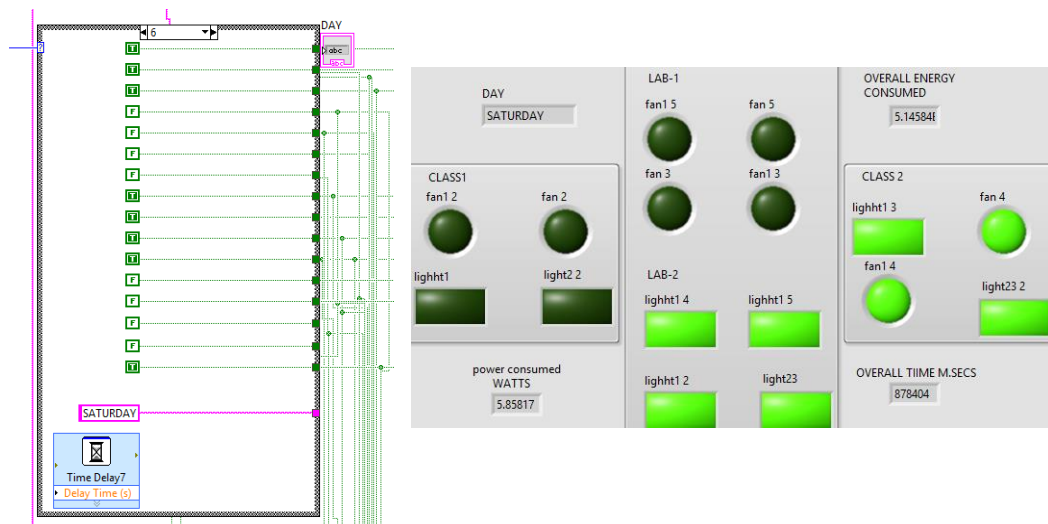 6
DAY
?
T
abc
abc
T
T
F
F
F
F
T
T
T
T
F
F
F
F
T
SATURDAY
Time Delay7
Delay Time (s)
DAY
SATURDAY
CLASS1
fan1 2
fan 2
lighht1
light2 2
power consumed
WATTS
5.85817
LAB-1
fan1 5
fan 5
fan 3
fan1 3
LAB-2
lighht1 4
lighht1 5
lighht1 2
light23
OVERALL ENERGY
CONSUMED
5.14584E
CLASS 2
lighht1 3
fan 4
fan1 4
light23 2
OVERALL TIIME M.SECS
878404